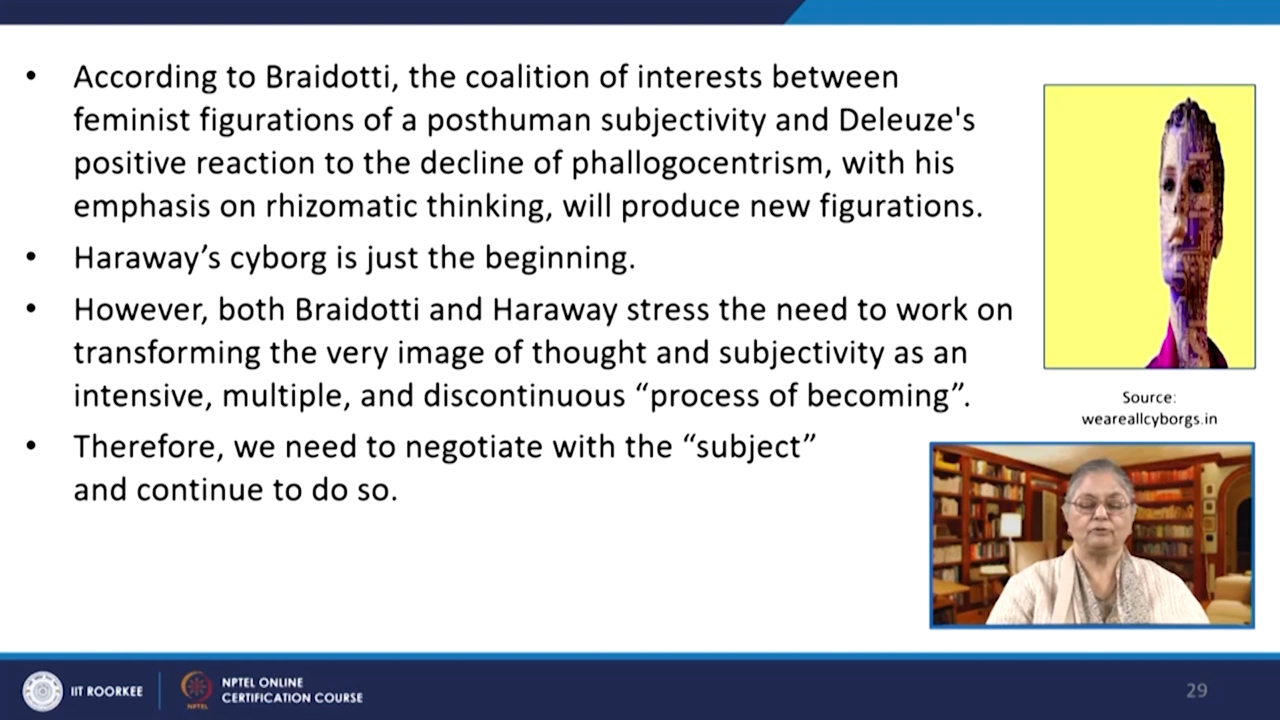 • According to Braidotti, the coalition of interests between
feminist figurations of a posthuman subjectivity and Deleuze's
positive reaction to the decline of phallogocentrism, with his
emphasis on rhizomatic thinking, will produce new figurations.
• Haraway’s cyborg is just the beginning.
• However, both Braidotti and Haraway stress the need to work on
transforming the very image of thought and subjectivity as an
intensive, multiple, and discontinuous “process of becoming”.
• Therefore, we need to negotiate with the “subject”
and continue to do so.
Source:
weareallcyborgs.in
IIT ROORKEE
NPTEL
NPTEL ONLINE
CERTIFICATION COURSE
29